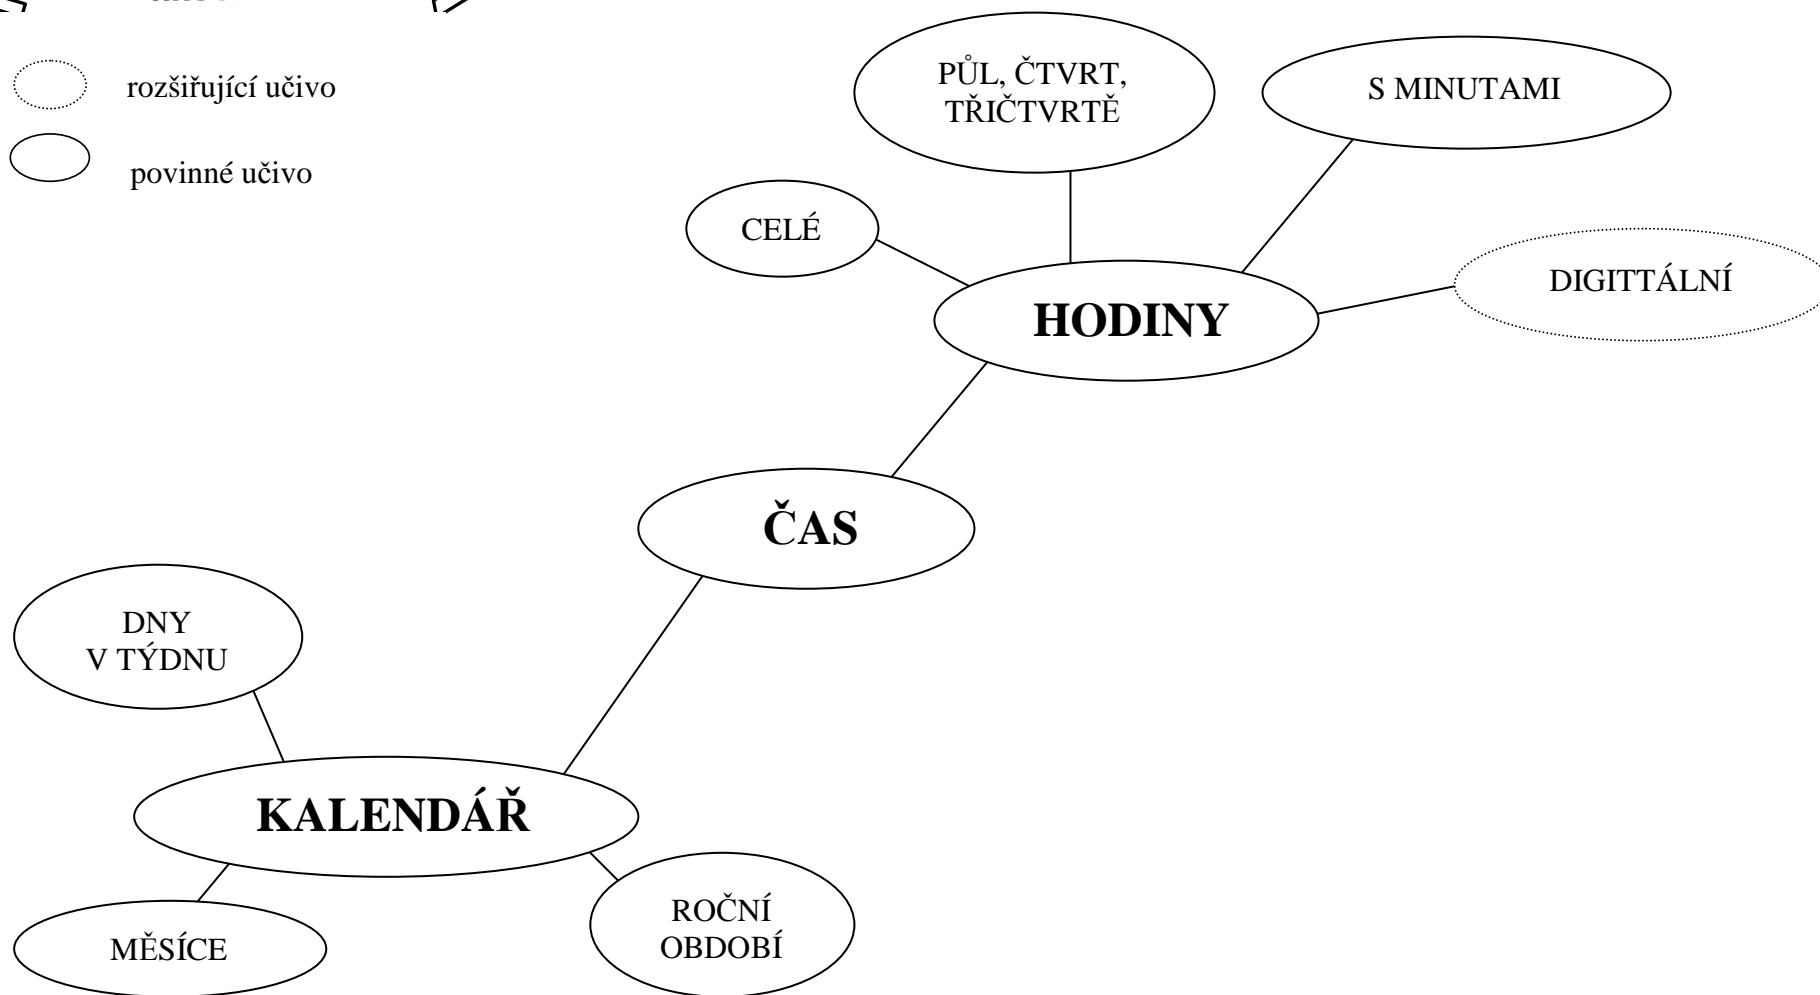 rozšiřující učivo
povinné učivo
PŮL, ČTVRT,
TŘIČTVRTĚ
S MINUTAMI
CELÉ
DIGITTÁLNÍ
HODINY
ČAS
DNY
V TÝDNU
KALENDÁŘ
MĚSÍCE
ROČNÍ
OBDOBÍ